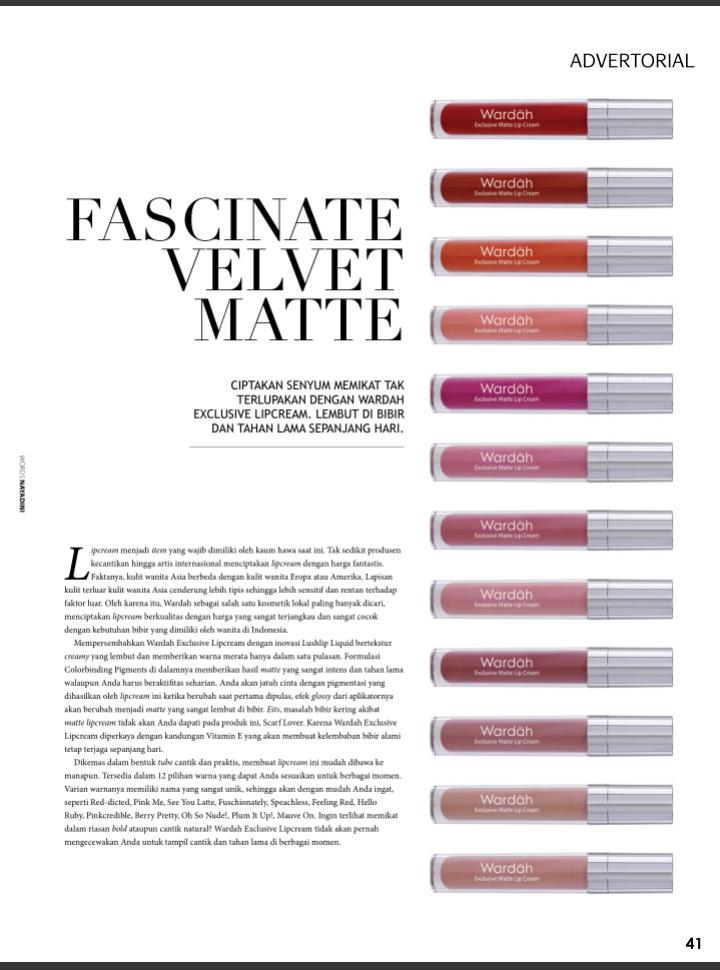 ADVERTORIAL
FASCINATE
VELVET
MATTE
CIPTAKAN SENYUM MEMIKAT TAK
TERLUPAKAN DENGAN WARDAH
EXCLUSIVE LIPCREAM. LEMBUT DI BIBIR
DAN TAHAN LAMA SEPANJANG HARI.
WORDS NAYADINI
Lipcream menjadi item yang wajib dimiliki oleh kaum hawa saat ini. Tak sedikit produsen
kecantikan hingga artis internasional menciptakan lipcream dengan harga fantastis.
Faktanya, kulit wanita Asia berbeda dengan kulit wanita Eropa atau Amerika. Lapisan
kulit terluar kulit wanita Asia cenderung lebih tipis sehingga lebih sensitif dan rentan terhadap
faktor luar. Oleh karena itu, Wardah sebagai salah satu kosmetik lokal paling banyak dicari,
menciptakan lipcream berkualitas dengan harga yang sangat terjangkau dan sangat cocok
dengan kebutuhan bibir yang dimiliki oleh wanita di Indonesia.
Mempersembahkan Wardah Exclusive Lipcream dengan inovasi Lushlip Liquid bertekstur
creamy yang lembut dan memberikan warna merata hanya dalam satu pulasan. Formulasi
Colorbinding Pigments di dalamnya memberikan hasil matte yang sangat intens dan tahan lama
walaupun Anda harus beraktifitas seharian. Anda akan jatuh cinta dengan pigmentasi yang
dihasilkan oleh lipcream ini ketika berubah saat pertama dipulas, efek glossy dari aplikatornya
akan berubah menjadi matte yang sangat lembut di bibir. Eits, masalah bibir kering akibat
matte lipcream tidak akan Anda dapati pada produk ini, Scarf Lover. Karena Wardah Exclusive
Lipcream diperkaya dengan kandungan Vitamin E yang akan membuat kelembaban bibir alami
tetap terjaga sepanjang hari.
Dikemas dalam bentuk tube cantik dan praktis, membuat lipcream ini mudah dibawa ke
manapun. Tersedia dalam 12 pilihan warna yang dapat Anda sesuaikan untuk berbagai momen.
Varian warnanya memiliki nama yang sangat unik, sehingga akan dengan mudah Anda ingat,
seperti Red-dicted, Pink Me, See You Latte, Fuschionately, Speachless, Feeling Red, Hello
Ruby, Pinkcredible, Berry Pretty, Oh So Nude!, Plum It Up!, Mauve On. Ingin terlihat memikat
dalam riasan bold ataupun cantik natural? Wardah Exclusive Lipcream tidak akan pernah
mengecewakan Anda untuk tampil cantik dan tahan lama di berbagai momen.
Wardāh
Exclusive Matte Lip Cream
Wardāh
Exclusive Matte Lip Cream
Wardāh
Exclusive Matte Lip Cream
Wardāh
Exclusive Matte Lip Cream
Wardāh
Exclusive Matte Lip Cream
Wardāh
Exclusive Matte Lip Cream
Wardāh
Exclusive Matte Lip Cream
Wardāh
Exclusive Matte Lip Cream
Wardāh
Exclusive Matte Lip Cream
Wardāh
Exclusive Matte Lip Cream
Wardāh
Exclusive Matte Lip Cream
Wardāh
Exclusive Matte Lip Cream
41